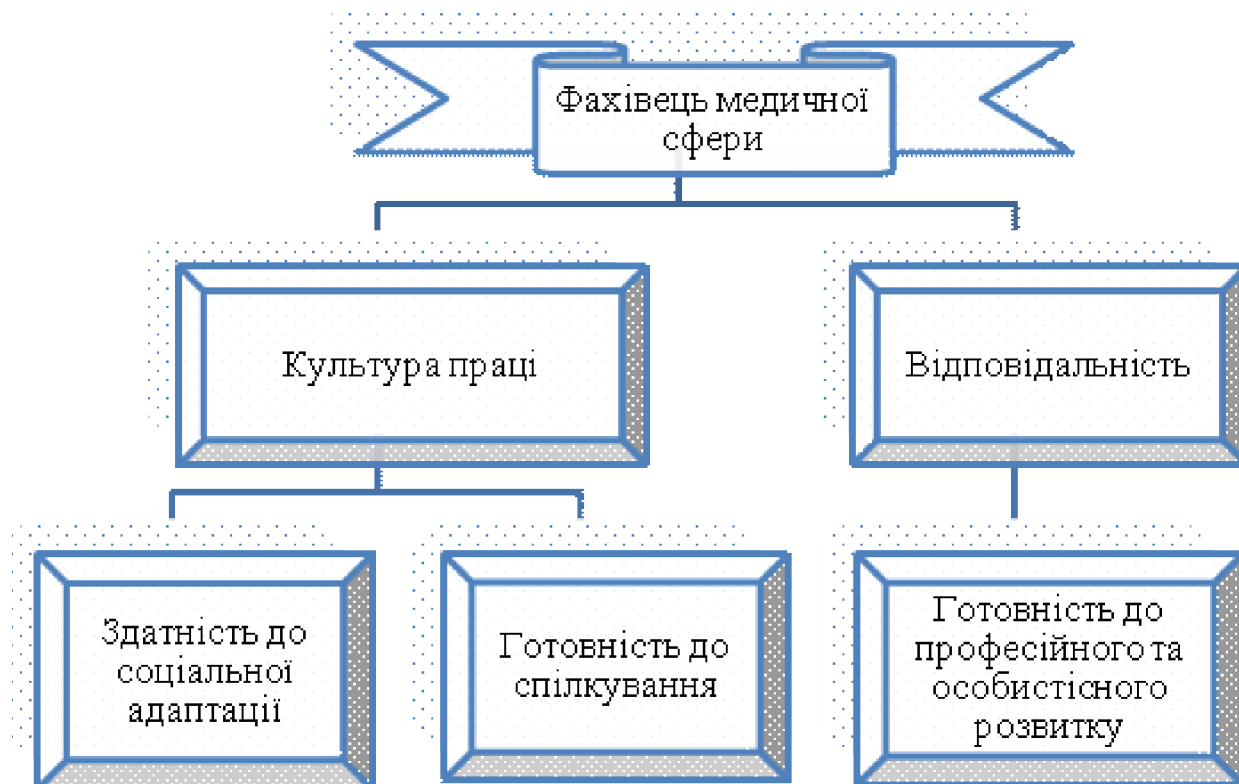 Фахівець медичної
сфери
Культура праці
Відповідальність
Здатність до
соціальної
адаптації
Готовність до
спілкування
Готовність до
професійного та
особистісного
розвитку